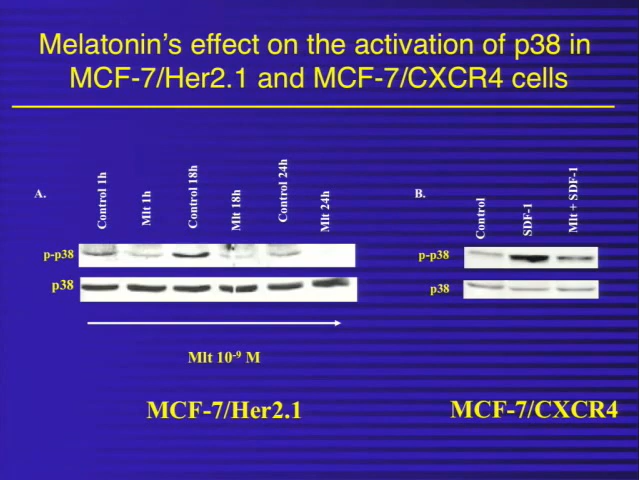 Melatonin's effect on the activation of p38 in
MCF-7/Her2.1 and MCF-7/CXCR4 cells
A.
Control 1h
Mlt 1h
Control 18h
Mlt 18h
Control 24h
Mlt 24h
p-p38
p38
Mlt 10⁻⁹ M
MCF-7/Her2.1
B.
Control
SDF-1
Mlt + SDF-1
p-p38
p38
MCF-7/CXCR4